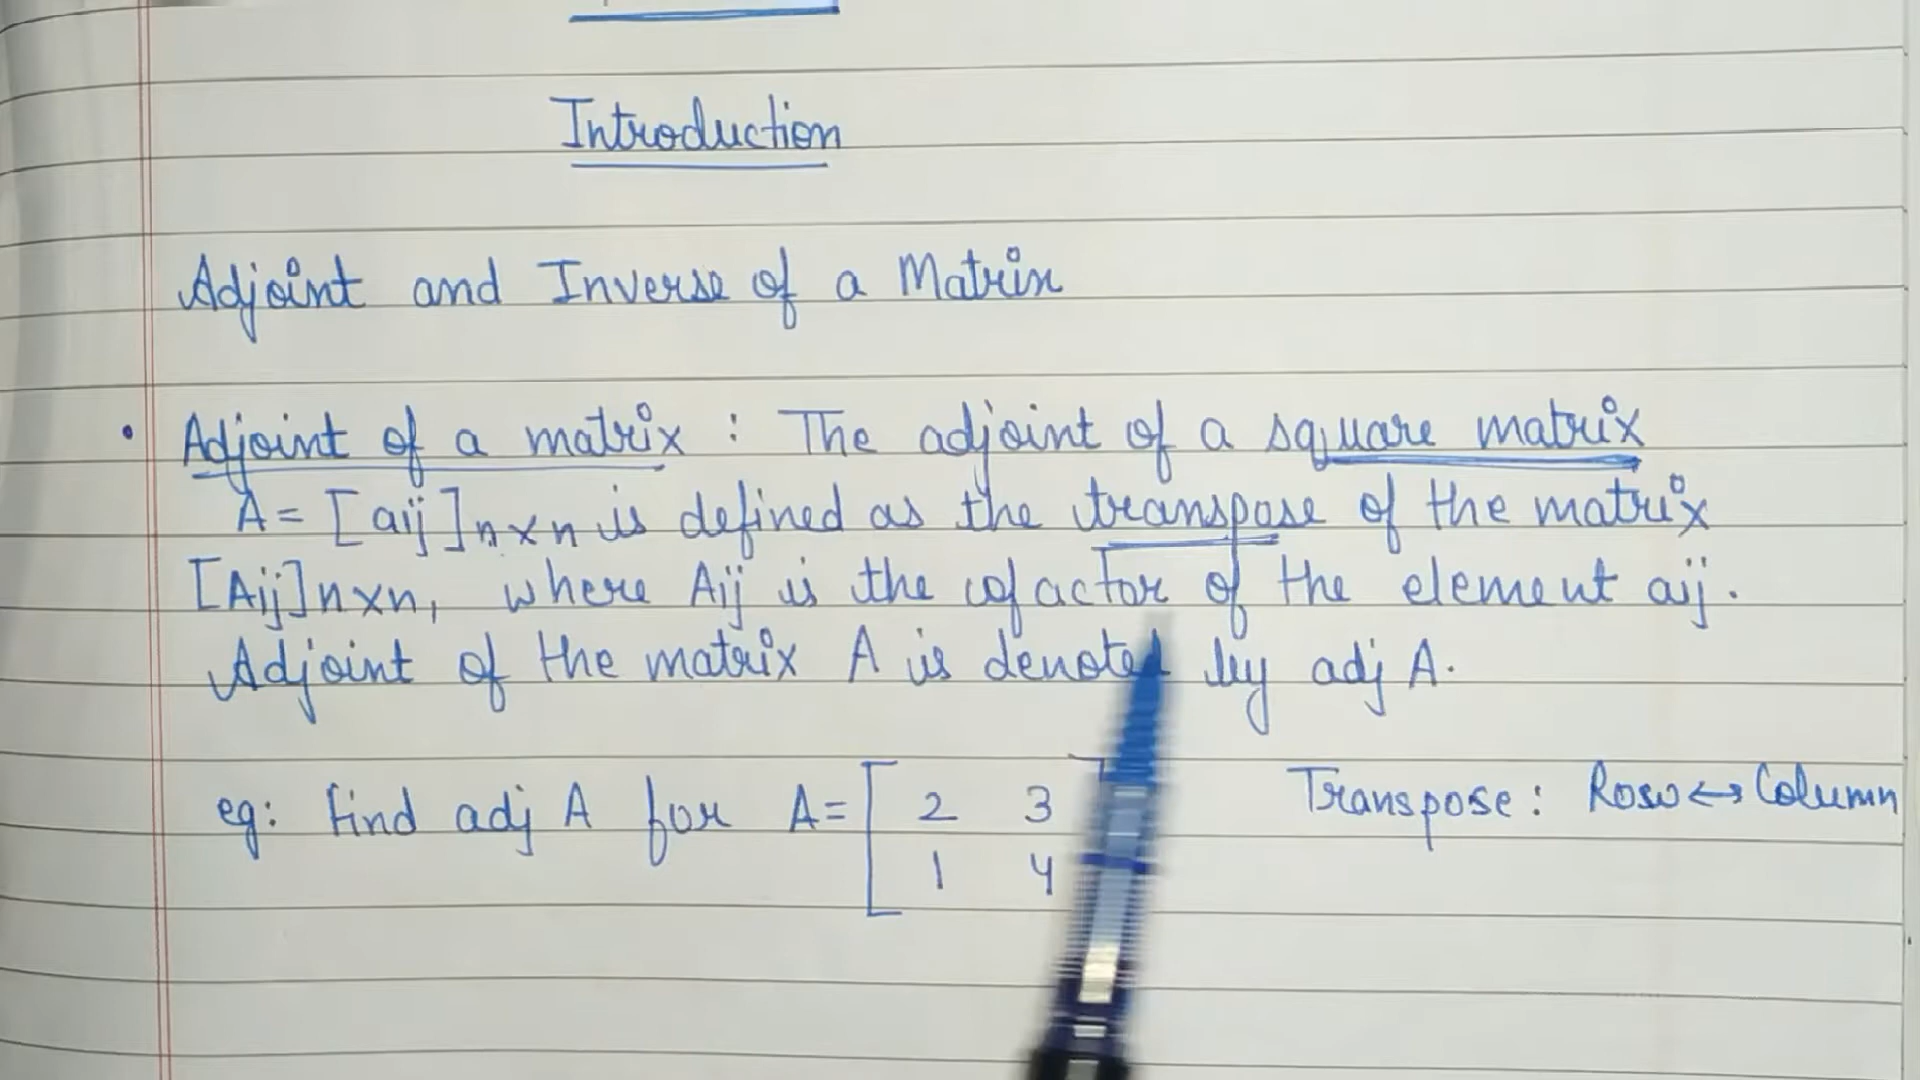 Introduction
Adjoint and Inverse of a Matrix
• Adjoint of a matrix : The adjoint of a square matrix
A = [aij]n×n is defined as the transpose of the matrix
[Aij]n×n, where Aij is the cofactor of the element aij.
Adjoint of the matrix A is denoted by adj A.
eg: find adj A for A= [ 2 3 ] Transpose: Row↔Column
1 4